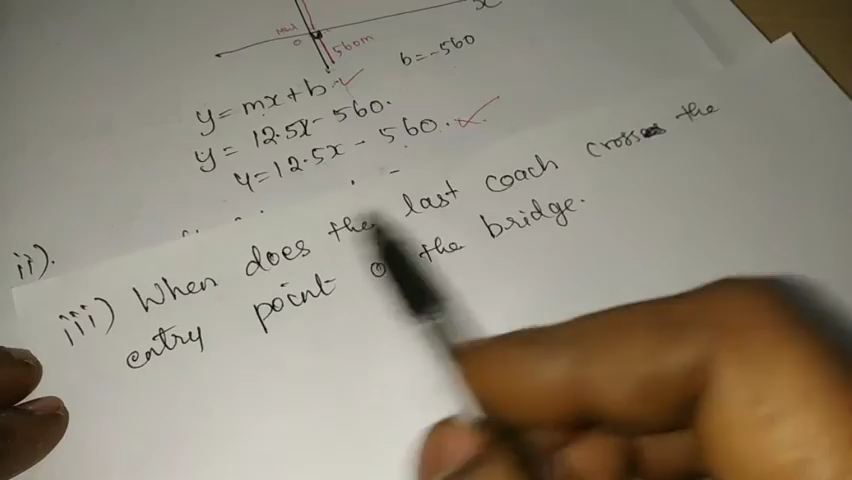 x
0
560m
b=-560
y=mx+b
y=12.5x-560.
y=12.5x-560.
ii).
iii) When does the last coach cross the
entry point of the bridge.